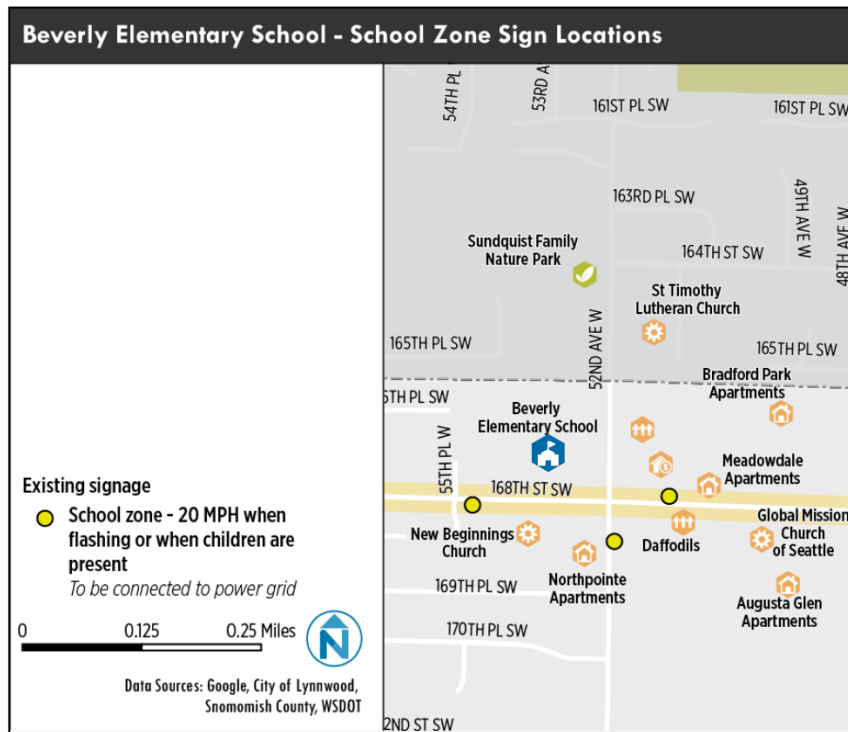 Beverly Elementary School - School Zone Sign Locations
54TH PL
53RD A
161ST PL SW
161ST PL SW
163RD PL SW
49TH AVE W
48TH AVE W
Sundquist Family
Nature Park
164TH ST SW
St Timothy
Lutheran Church
52ND AVE W
165TH PL SW
165TH PL SW
Bradford Park
Apartments
6TH PL SW
Beverly
Elementary School
55TH PL W
Meadowdale
Apartments
168TH ST SW
New Beginnings
Church
Daffodils
Global Mission
Church
of Seattle
169TH PL SW
Northpointe
Apartments
Augusta Glen
Apartments
170TH PL SW
2ND ST SW
Existing signage
School zone - 20 MPH when
flashing or when children are
present
To be connected to power grid
0 0.125 0.25 Miles
N
Data Sources: Google, City of Lynnwood,
Snomomish County, WSDOT